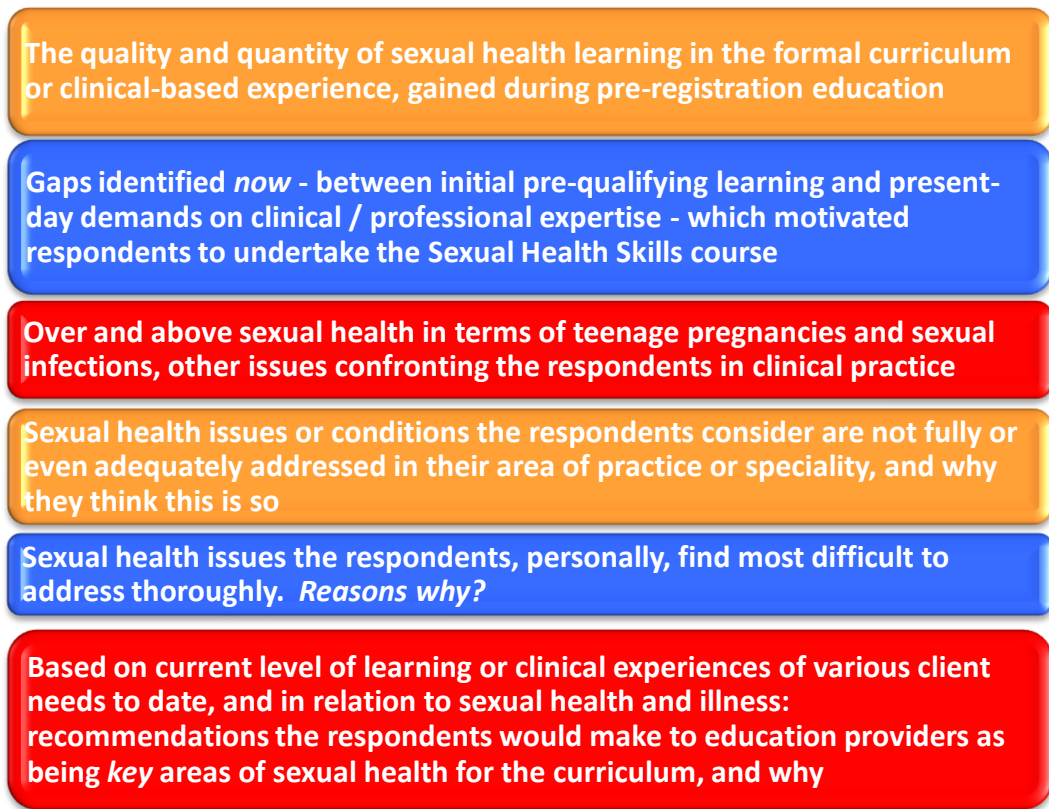 The quality and quantity of sexual health learning in the formal curriculum
or clinical-based experience, gained during pre-registration education
Gaps identified now - between initial pre-qualifying learning and present-
day demands on clinical / professional expertise - which motivated
respondents to undertake the Sexual Health Skills course
Over and above sexual health in terms of teenage pregnancies and sexual
infections, other issues confronting the respondents in clinical practice
Sexual health issues or conditions the respondents consider are not fully or
even adequately addressed in their area of practice or speciality, and why
they think this is so
Sexual health issues the respondents, personally, find most difficult to
address thoroughly.  Reasons why?
Based on current level of learning or clinical experiences of various client
needs to date, and in relation to sexual health and illness:
recommendations the respondents would make to education providers as
being key areas of sexual health for the curriculum, and why